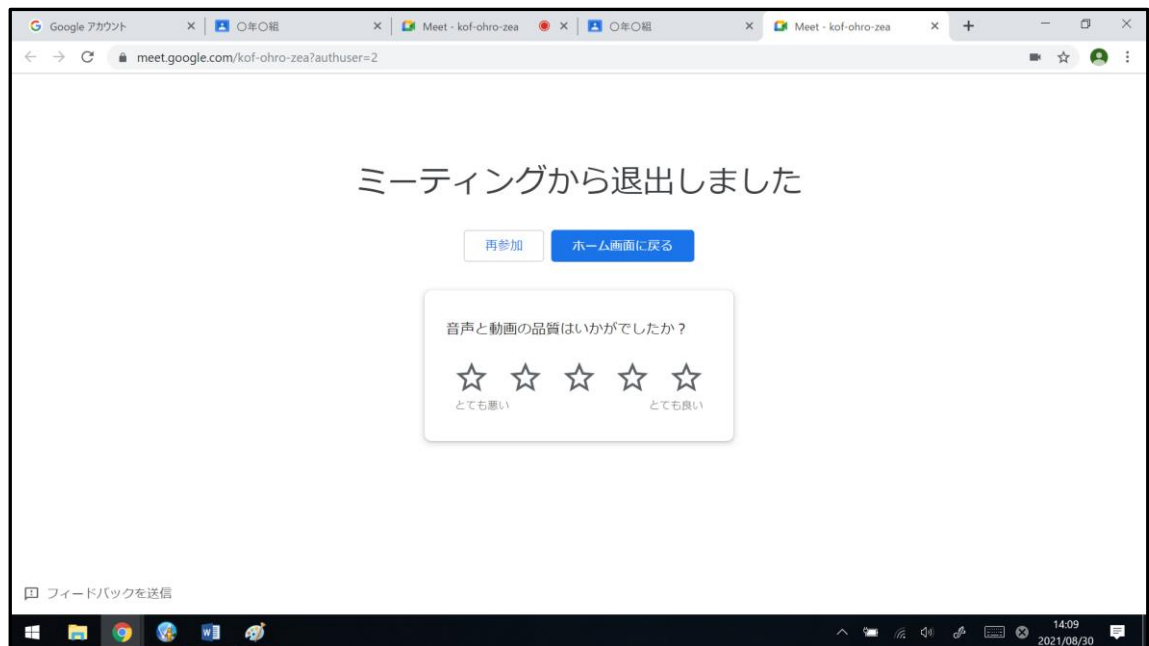 Google アカウント
〇年〇組
Meet - kof-ohro-zea
〇年〇組
Meet - kof-ohro-zea
meet.google.com/kof-ohro-zea?authuser=2
ミーティングから退出しました
再参加
ホーム画面に戻る
音声と動画の品質はいかがでしたか？
とても悪い
とても良い
フィードバックを送信
14:09
2021/08/30